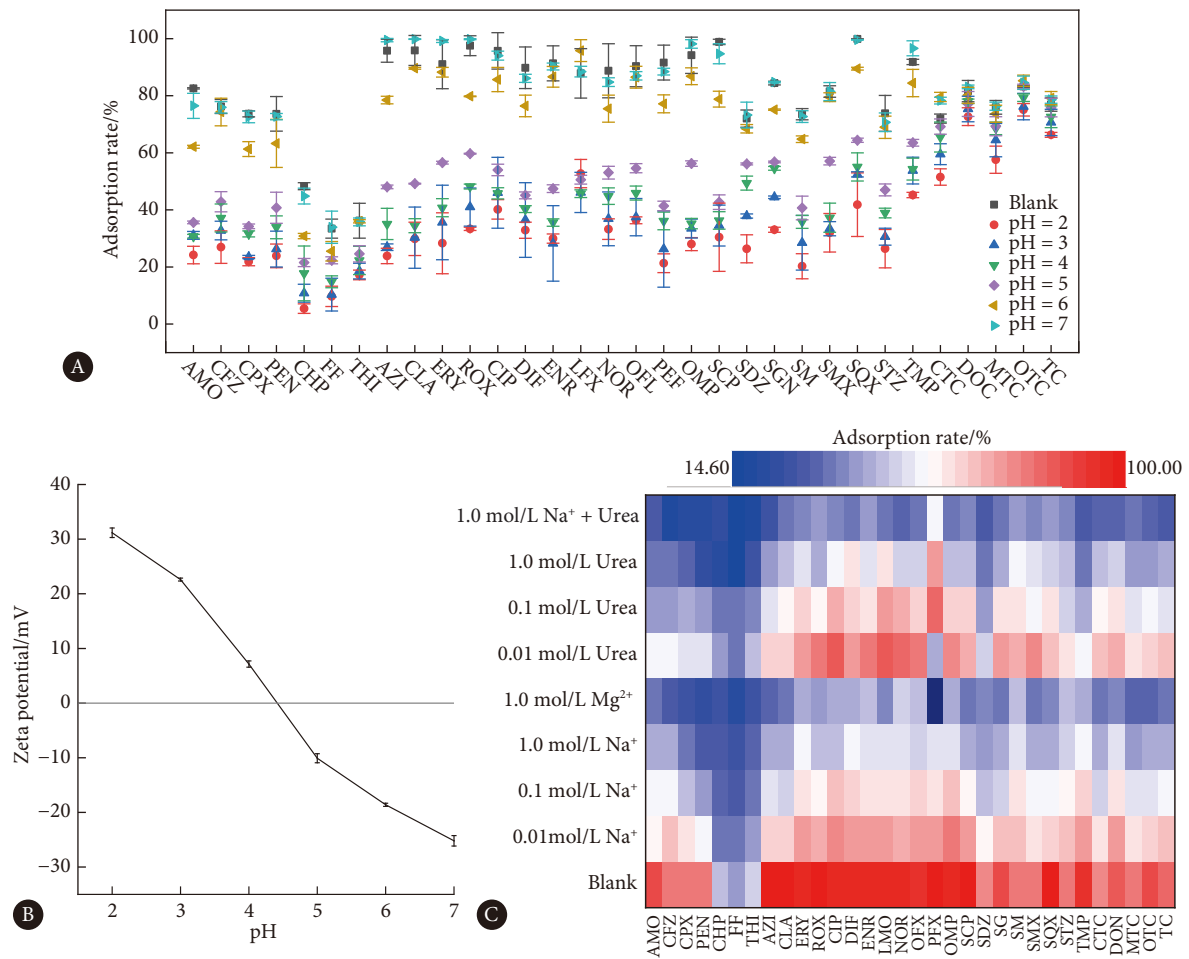 100
80
60
40
20
0
Adsorption rate/%
Blank
pH = 2
pH = 3
pH = 4
pH = 5
pH = 6
pH = 7
A
AMO CFZ CPX PEN CHP FF THI AZI CLA ERY ROX CIP DIF ENR LFX NOR OFL PEF OMP SCP SDZ SGN SM SMX SQX STZ TMP CTC DOC MTC OTC TC
40
30
20
10
0
−10
−20
−30
Zeta potential/mV
2 3 4 5 6 7
pH
B
Adsorption rate/%
14.60 100.00
1.0 mol/L Na⁺ + Urea
1.0 mol/L Urea
0.1 mol/L Urea
0.01 mol/L Urea
1.0 mol/L Mg²⁺
1.0 mol/L Na⁺
0.1 mol/L Na⁺
0.01mol/L Na⁺
Blank
C
AMO CFZ CPX PEN CHP FF THI AZI CLA ERY ROX CIP DIF ENR LMO NOR OFX PFX OMP SCP SDZ SG SM SMX SQX STZ TMP CTC DON MTC OTC TC